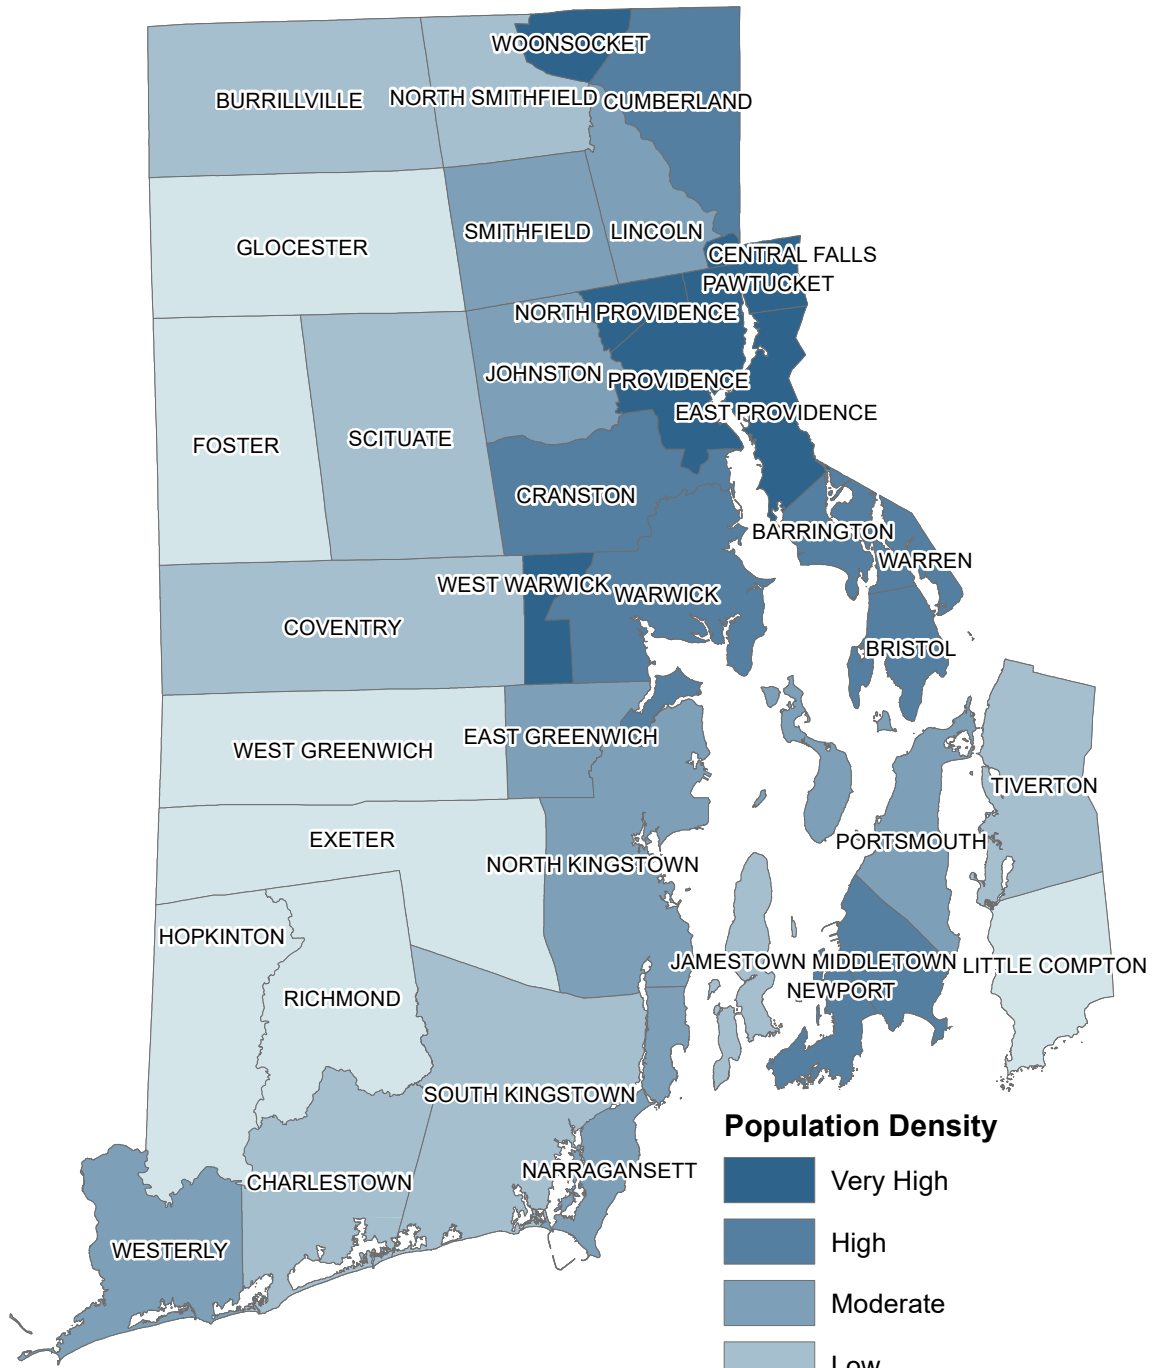 WOONSOCKET
BURRILLVILLE
NORTH SMITHFIELD
CUMBERLAND
SMITHFIELD
LINCOLN
GLOCESTER
CENTRAL FALLS
PAWTUCKET
NORTH PROVIDENCE
JOHNSTON
PROVIDENCE
EAST PROVIDENCE
FOSTER
SCITUATE
CRANSTON
BARRINGTON
WARREN
WEST WARWICK
WARWICK
COVENTRY
BRISTOL
EAST GREENWICH
WEST GREENWICH
TIVERTON
EXETER
PORTSMOUTH
NORTH KINGSTOWN
HOPKINTON
JAMESTOWN
MIDDLETOWN
LITTLE COMPTON
NEWPORT
RICHMOND
SOUTH KINGSTOWN
NARRAGANSETT
CHARLESTOWN
WESTERLY
Population Density
Very High
High
Moderate
Low